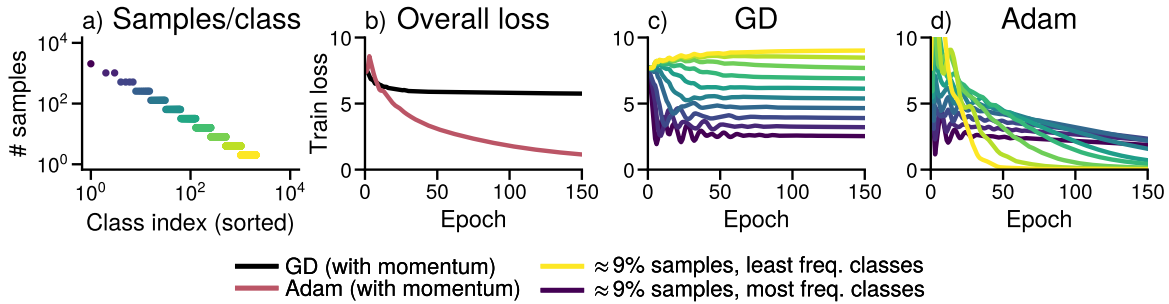 a) Samples/class
# samples
10⁴
10²
10⁰
10⁰ 10² 10⁴
Class index (sorted)
b) Overall loss
Train loss
10
5
0
0 50 100 150
Epoch
c) GD
10
5
0
0 50 100 150
Epoch
d) Adam
10
5
0
0 50 100 150
Epoch
GD (with momentum)
Adam (with momentum)
≈9% samples, least freq. classes
≈9% samples, most freq. classes